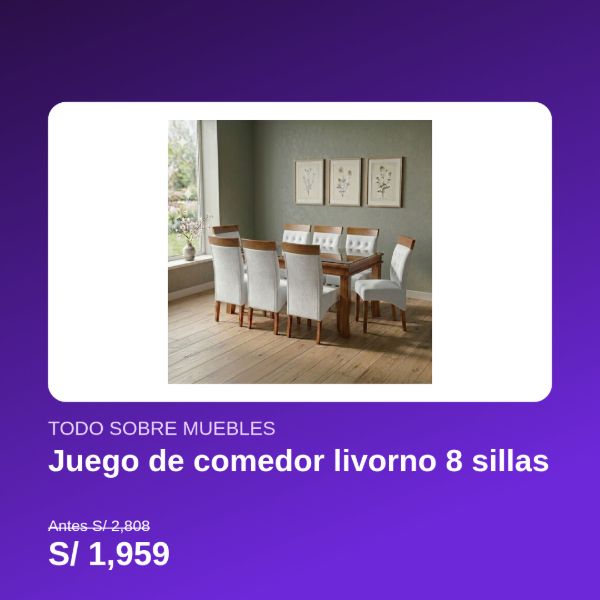 TODO SOBRE MUEBLES
Juego de comedor livorno 8 sillas
Antes S/ 2,808
S/ 1,959